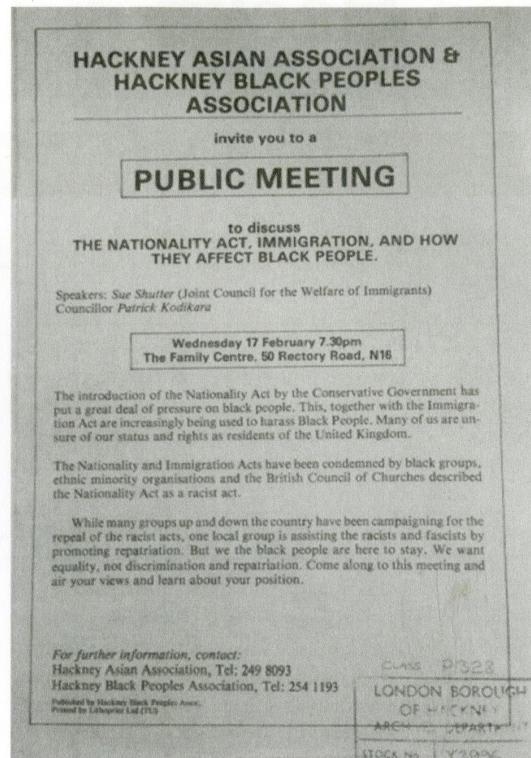 HACKNEY ASIAN ASSOCIATION &
HACKNEY BLACK PEOPLES
ASSOCIATION
invite you to a
PUBLIC MEETING
to discuss
THE NATIONALITY ACT, IMMIGRATION, AND HOW
THEY AFFECT BLACK PEOPLE.
Speakers: Sue Shutter (Joint Council for the Welfare of Immigrants)
Councillor Patrick Kodikara
Wednesday 17 February 7.30pm
The Family Centre, 50 Rectory Road, N16
The introduction of the Nationality Act by the Conservative Government has
put a great deal of pressure on black people. This, together with the Immigra-
tion Act are increasingly being used to harass Black People. Many of us are un-
sure of our status and rights as residents of the United Kingdom.
The Nationality and Immigration Acts have been condemned by black groups,
ethnic minority organisations and the British Council of Churches described
the Nationality Act as a racist act.
While many groups up and down the country have been campaigning for the
repeal of the racist acts, one local group is assisting the racists and fascists by
promoting repatriation. But we the black people are here to stay. We want
equality, not discrimination and repatriation. Come along to this meeting and
air your views and learn about your position.
For further information, contact:
Hackney Asian Association, Tel: 249 8093
Hackney Black Peoples Association, Tel: 254 1193
Published by Hackney Black Peoples Assoc.
Printed by Lithoprint Ltd (TU)
CLASS P1323
LONDON BOROUGH
OF HACKNEY
ARCHIVES DEPARTMENT
STOCK No.